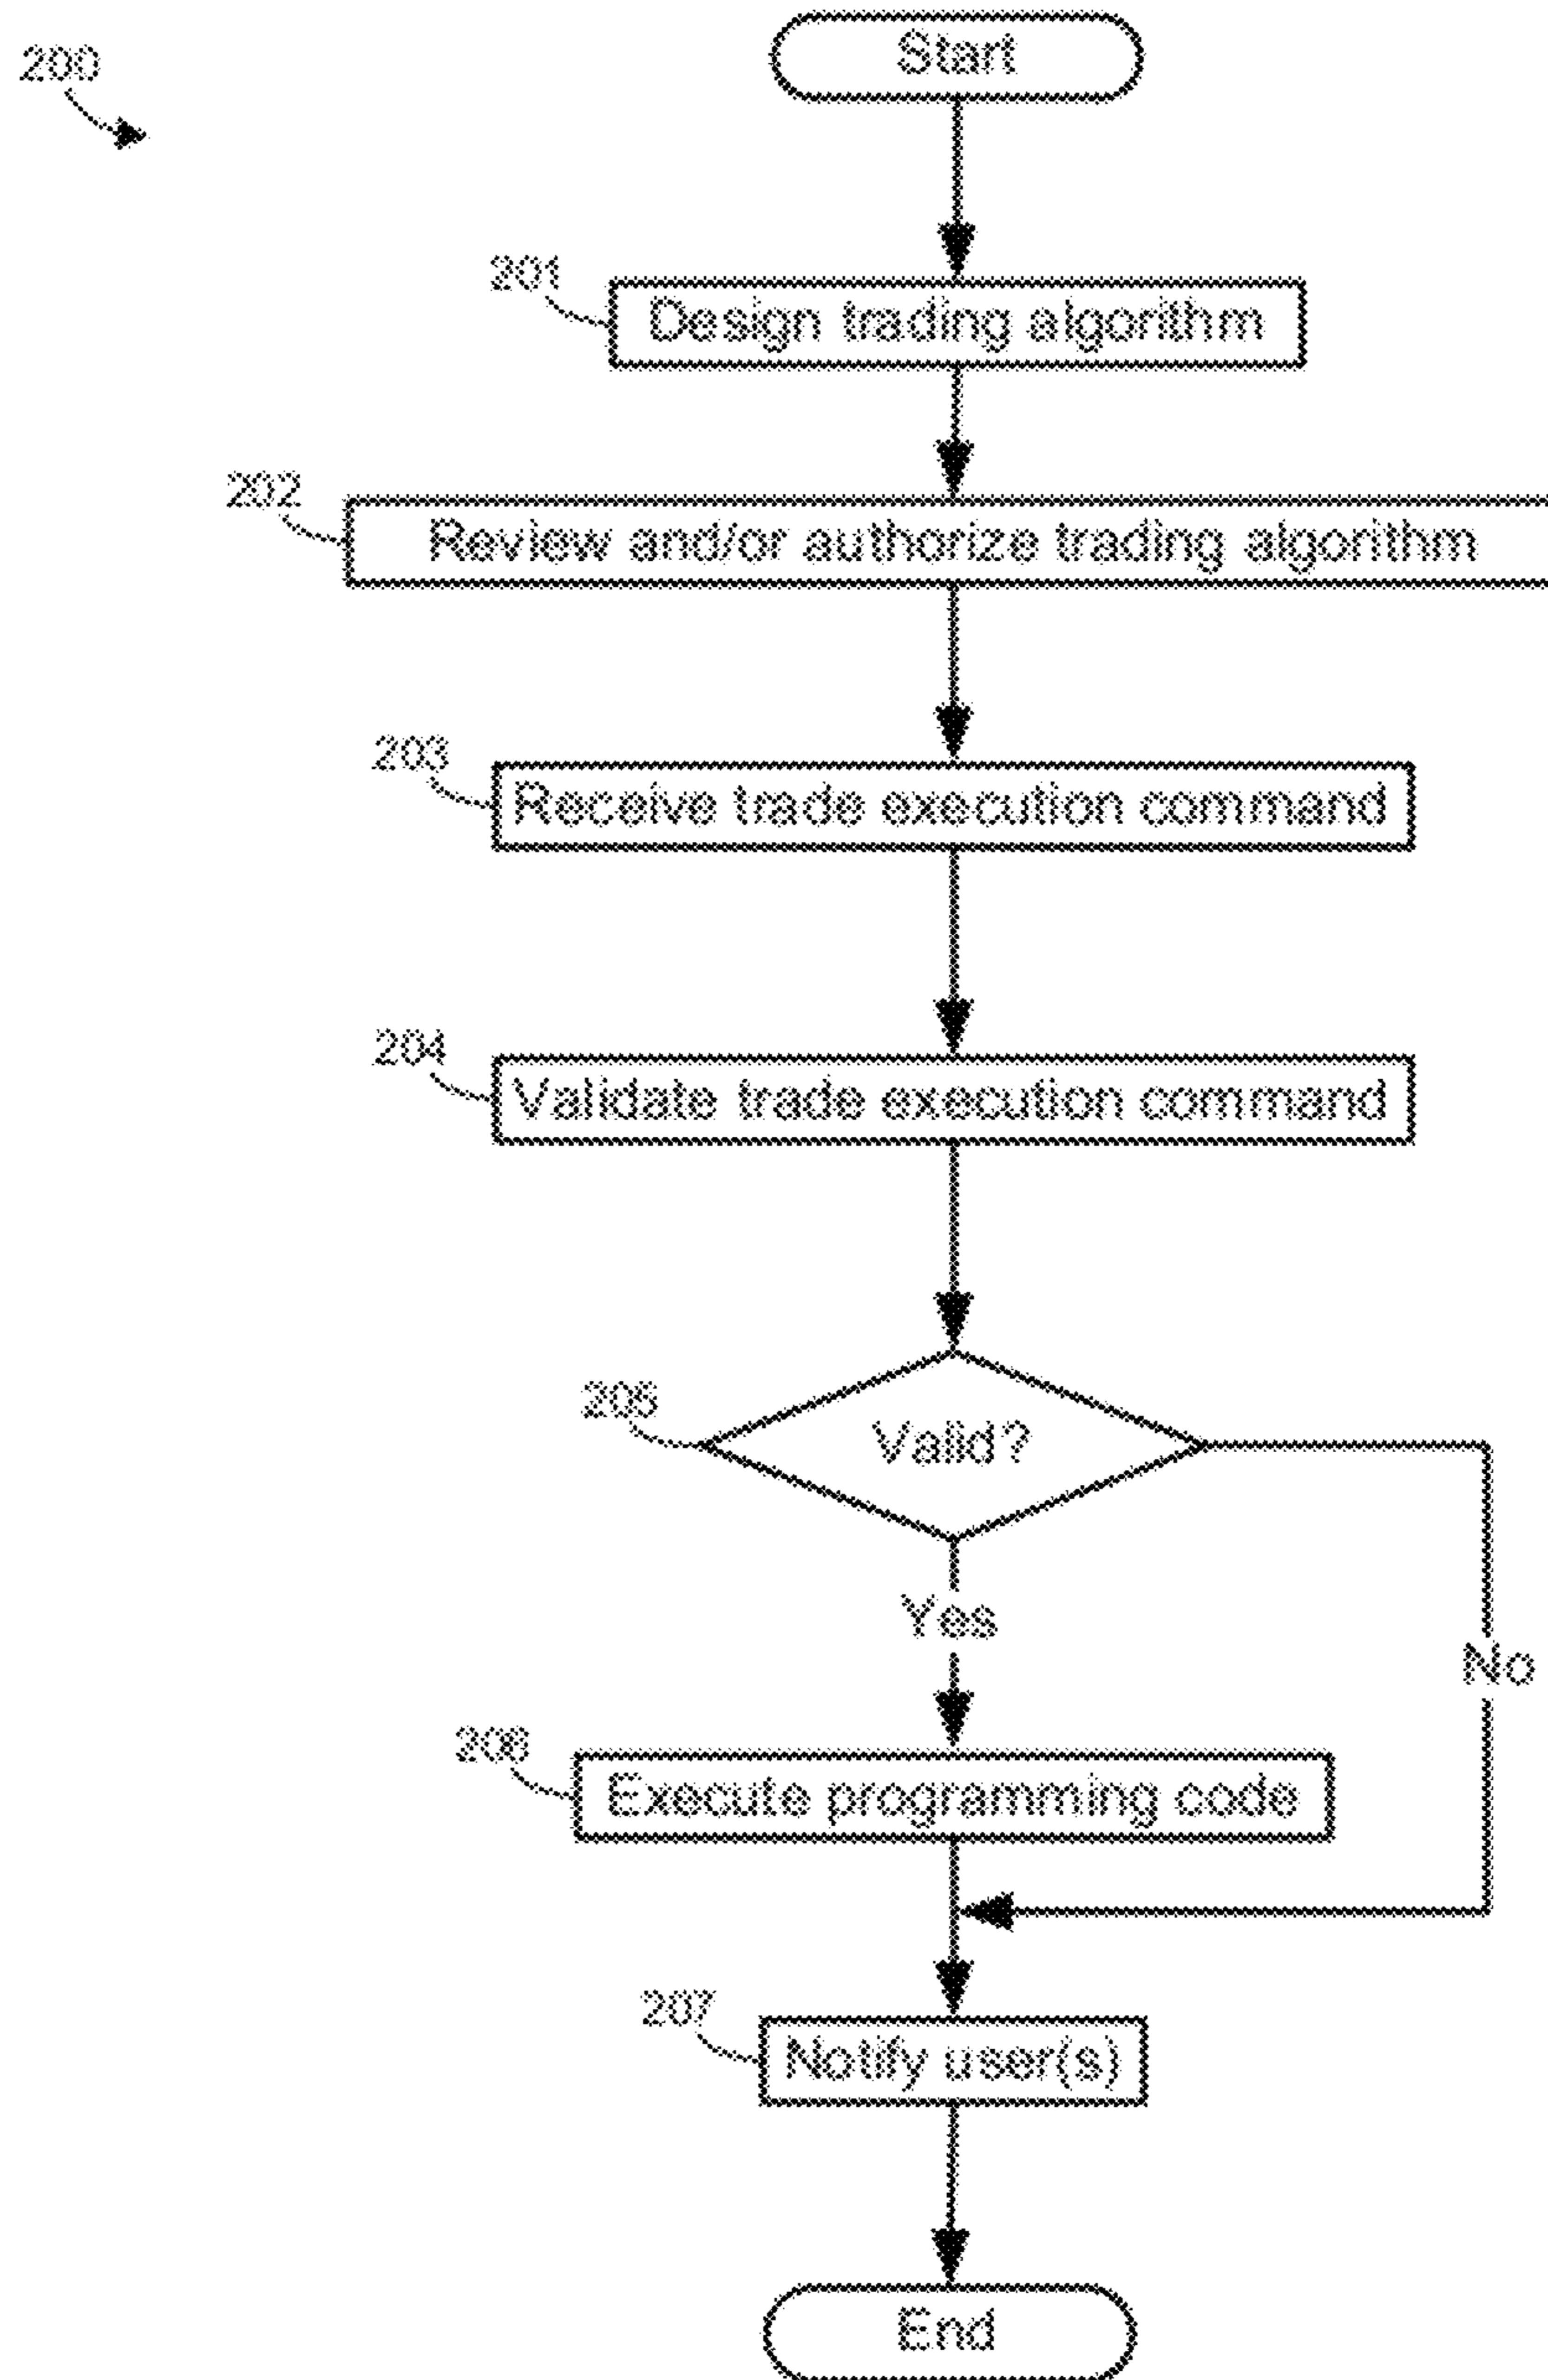 200
Start
201
Design trading algorithm
202
Review and/or authorize trading algorithm
203
Receive trade execution command
204
Validate trade execution command
205
Valid?
Yes
No
206
Execute programming code
207
Notify user(s)
End